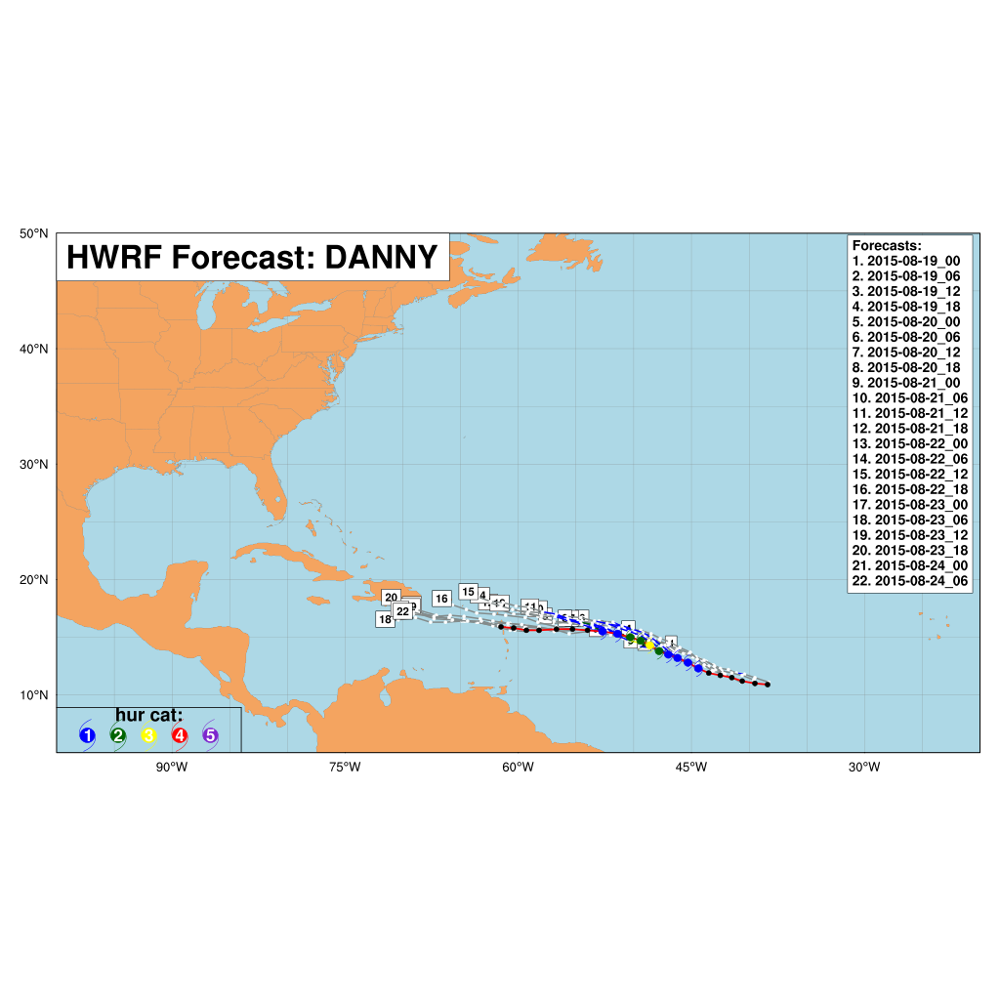 HWRF Forecast: DANNY
Forecasts:
1. 2015-08-19_00
2. 2015-08-19_06
3. 2015-08-19_12
4. 2015-08-19_18
5. 2015-08-20_00
6. 2015-08-20_06
7. 2015-08-20_12
8. 2015-08-20_18
9. 2015-08-21_00
10. 2015-08-21_06
11. 2015-08-21_12
12. 2015-08-21_18
13. 2015-08-22_00
14. 2015-08-22_06
15. 2015-08-22_12
16. 2015-08-22_18
17. 2015-08-23_00
18. 2015-08-23_06
19. 2015-08-23_12
20. 2015-08-23_18
21. 2015-08-24_00
22. 2015-08-24_06
50°N
40°N
30°N
20°N
10°N
20
22
18
16
15
hur cat:
1 2 3 4 5
90°W 75°W 60°W 45°W 30°W